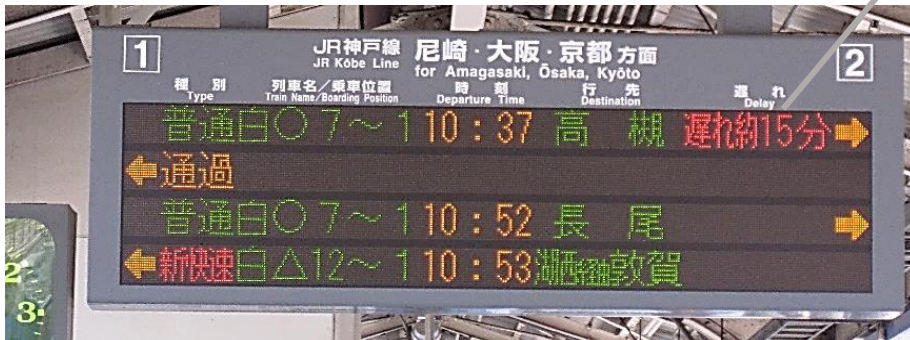 1 JR神戸線 尼崎・大阪・京都 方面 2
JR Kōbe Line for Amagasaki, Ōsaka, Kyōto
種別 列車名／乗車位置 時刻 行先 遅れ
Type Train Name/Boarding Position Departure Time Destination Delay
普通白○ 7～ 1 10：37 高槻 遅れ約15分➡
⬅通過
普通白○ 7～ 1 10：52 長尾 ➡
⬅新快速白△12～ 1 10：53 湖西経由敦賀
2
3